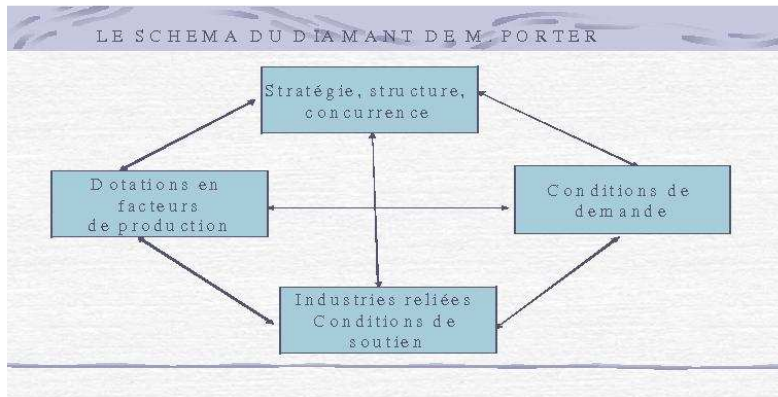 LE SCHEMA DU DIAMANT DE M. PORTER
Stratégie, structure,
concurrence
Dotations en
facteurs
de production
Conditions de
demande
Industries reliées
Conditions de
soutien